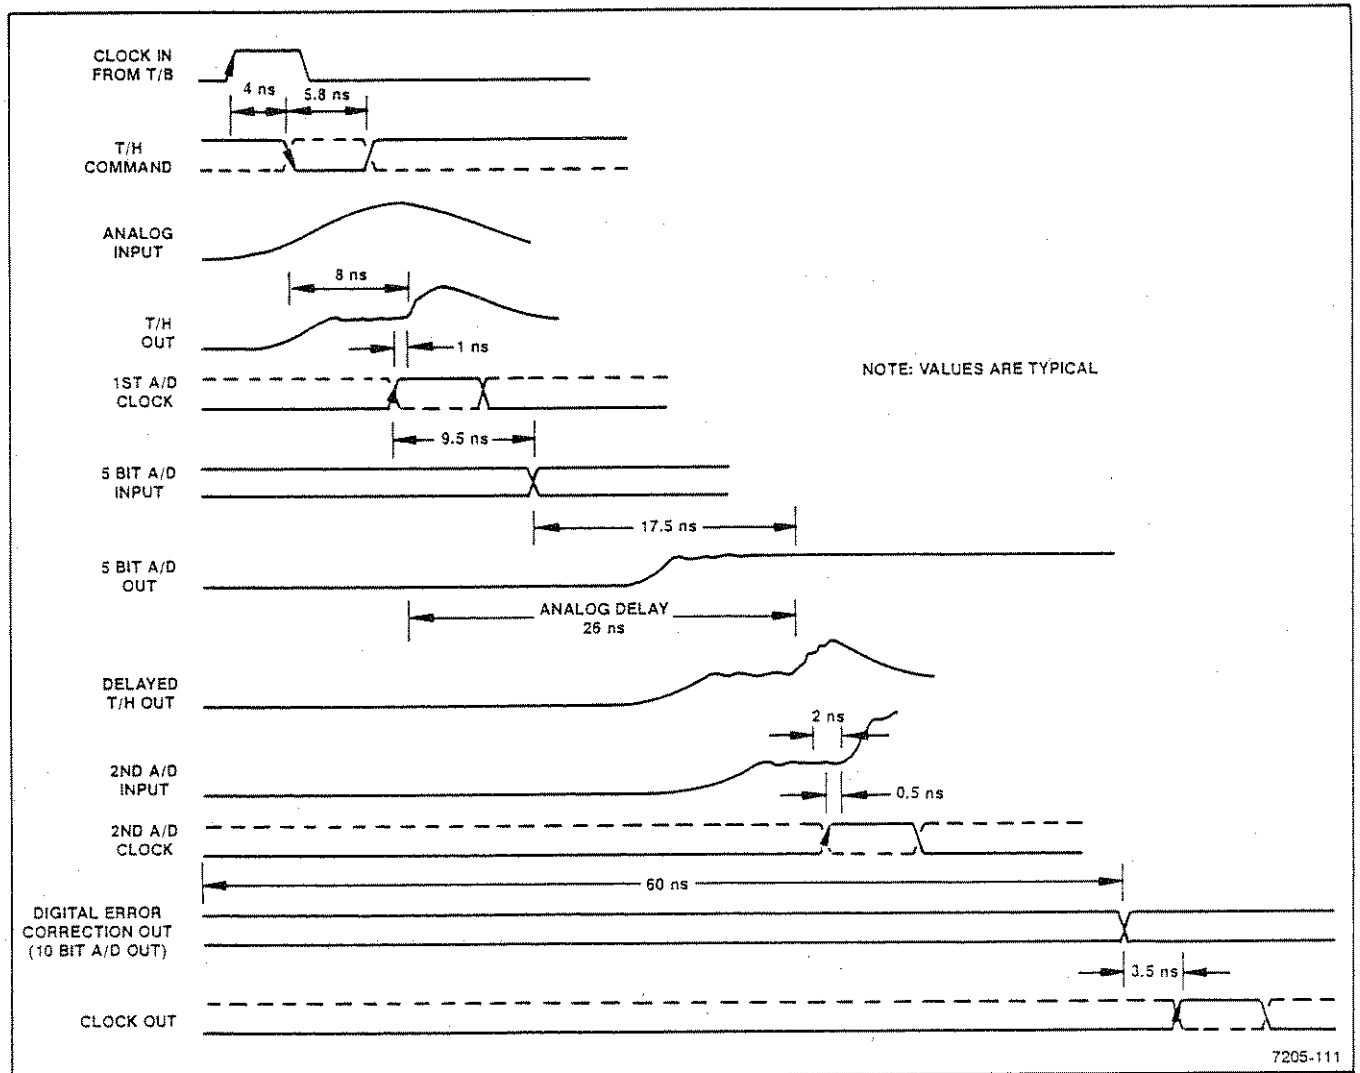 CLOCK IN
FROM T/B
4 ns
5.8 ns
T/H
COMMAND
ANALOG
INPUT
8 ns
T/H
OUT
1 ns
NOTE: VALUES ARE TYPICAL
1ST A/D
CLOCK
9.5 ns
5 BIT A/D
INPUT
17.5 ns
5 BIT A/D
OUT
ANALOG DELAY
26 ns
DELAYED
T/H OUT
2 ns
2ND A/D
INPUT
0.5 ns
2ND A/D
CLOCK
60 ns
DIGITAL ERROR
CORRECTION OUT
(10 BIT A/D OUT)
3.5 ns
CLOCK OUT
7205-111